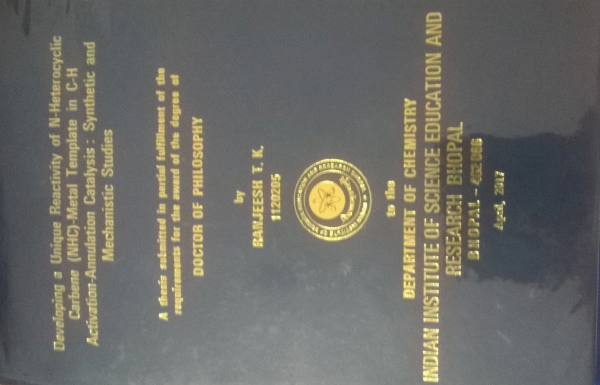 Developing a Unique Reactivity of N-Heterocyclic
Carbene (NHC)-Metal Template in C-H
Activation-Annulation Catalysis : Synthetic and
Mechanistic Studies
A thesis submitted in partial fulfillment of the
requirements for the award of the degree of
DOCTOR OF PHILOSOPHY
by
RANJEESH T. K.
1120205
to the
DEPARTMENT OF CHEMISTRY
INDIAN INSTITUTE OF SCIENCE EDUCATION AND
RESEARCH BHOPAL
BHOPAL - 462066
April, 2017